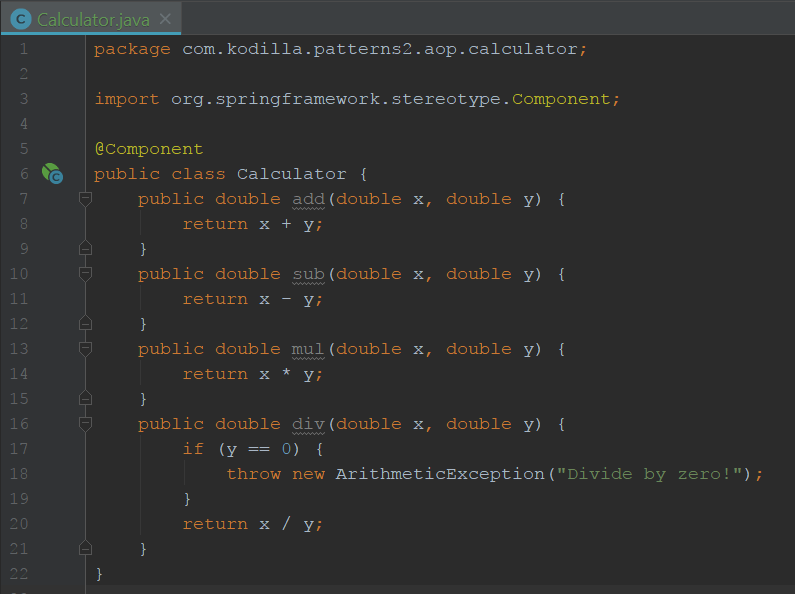 Calculator.java
1 package com.kodilla.patterns2.aop.calculator;
2
3 import org.springframework.stereotype.Component;
4
5 @Component
6 public class Calculator {
7     public double add(double x, double y) {
8         return x + y;
9     }
10     public double sub(double x, double y) {
11         return x - y;
12     }
13     public double mul(double x, double y) {
14         return x * y;
15     }
16     public double div(double x, double y) {
17         if (y == 0) {
18             throw new ArithmeticException("Divide by zero!");
19         }
20         return x / y;
21     }
22 }